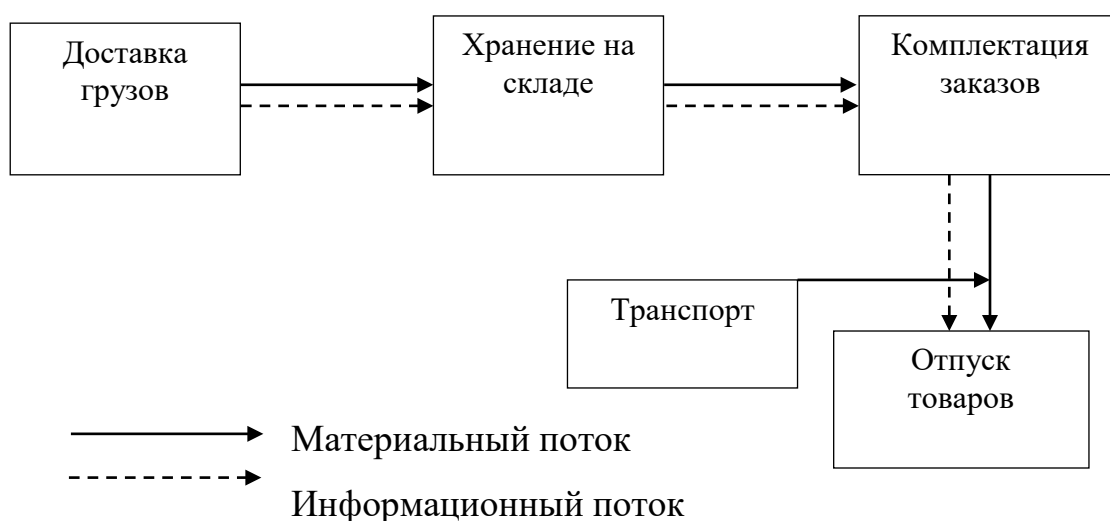 Доставка
грузов
Хранение на
складе
Комплектация
заказов
Транспорт
Отпуск
товаров
Материальный поток
Информационный поток